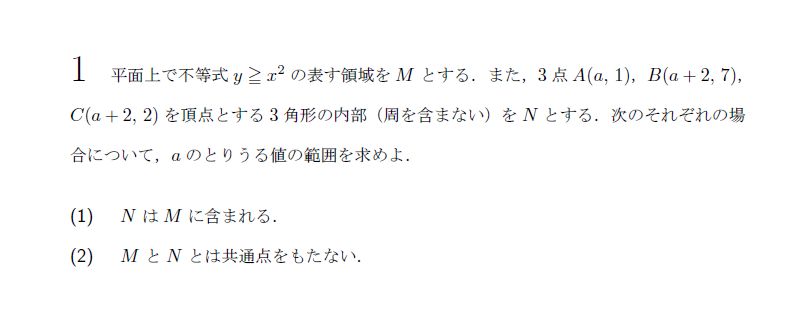 1 平面上で不等式 y ≧ x² の表す領域を M とする．また，3 点 A(a, 1)，B(a + 2, 7)，
C(a + 2, 2) を頂点とする 3 角形の内部（周を含まない）を N とする．次のそれぞれの場
合について，a のとりうる値の範囲を求めよ．
(1) N は M に含まれる．
(2) M と N とは共通点をもたない．